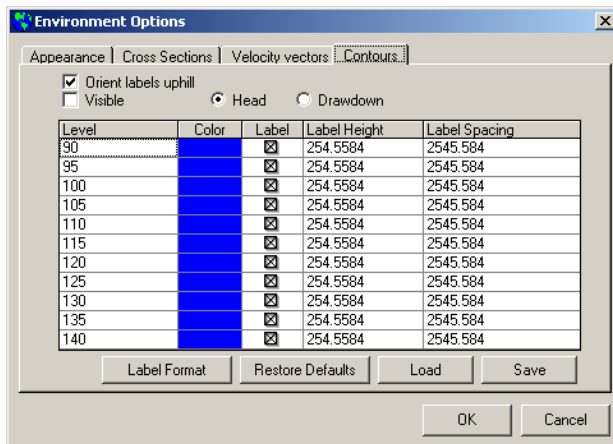 Environment Options
Appearance Cross Sections Velocity vectors Contours
Orient labels uphill
Visible Head Drawdown
Level Color Label Label Height Label Spacing
90 254.5584 2545.584
95 254.5584 2545.584
100 254.5584 2545.584
105 254.5584 2545.584
110 254.5584 2545.584
115 254.5584 2545.584
120 254.5584 2545.584
125 254.5584 2545.584
130 254.5584 2545.584
135 254.5584 2545.584
140 254.5584 2545.584
Label Format Restore Defaults Load Save
OK Cancel